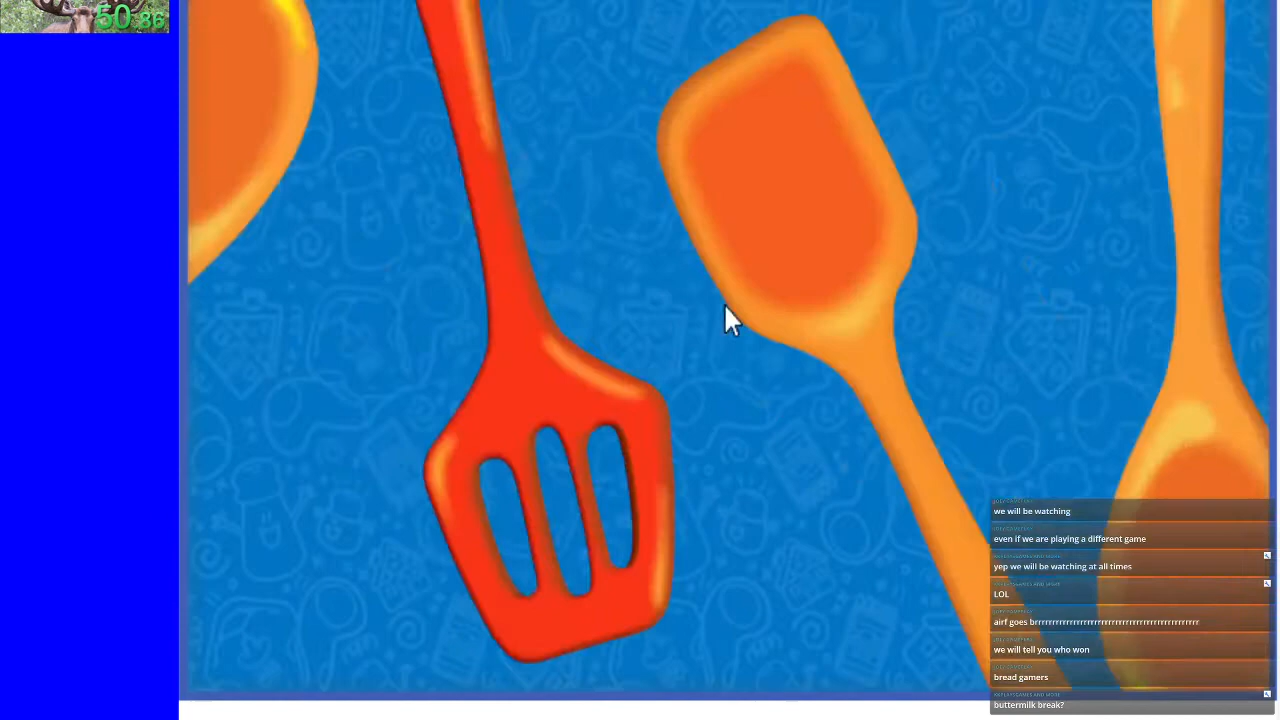 50.86
we will be watching
even if we are playing a different game
yep we will be watching at all times
LOL
airf goes brrrrrrrrrrrrrrrrrrrrrrrrrrrrrrrrrrrrrrrrrrrrrrr
we will tell you who won
bread gamers
buttermilk break?